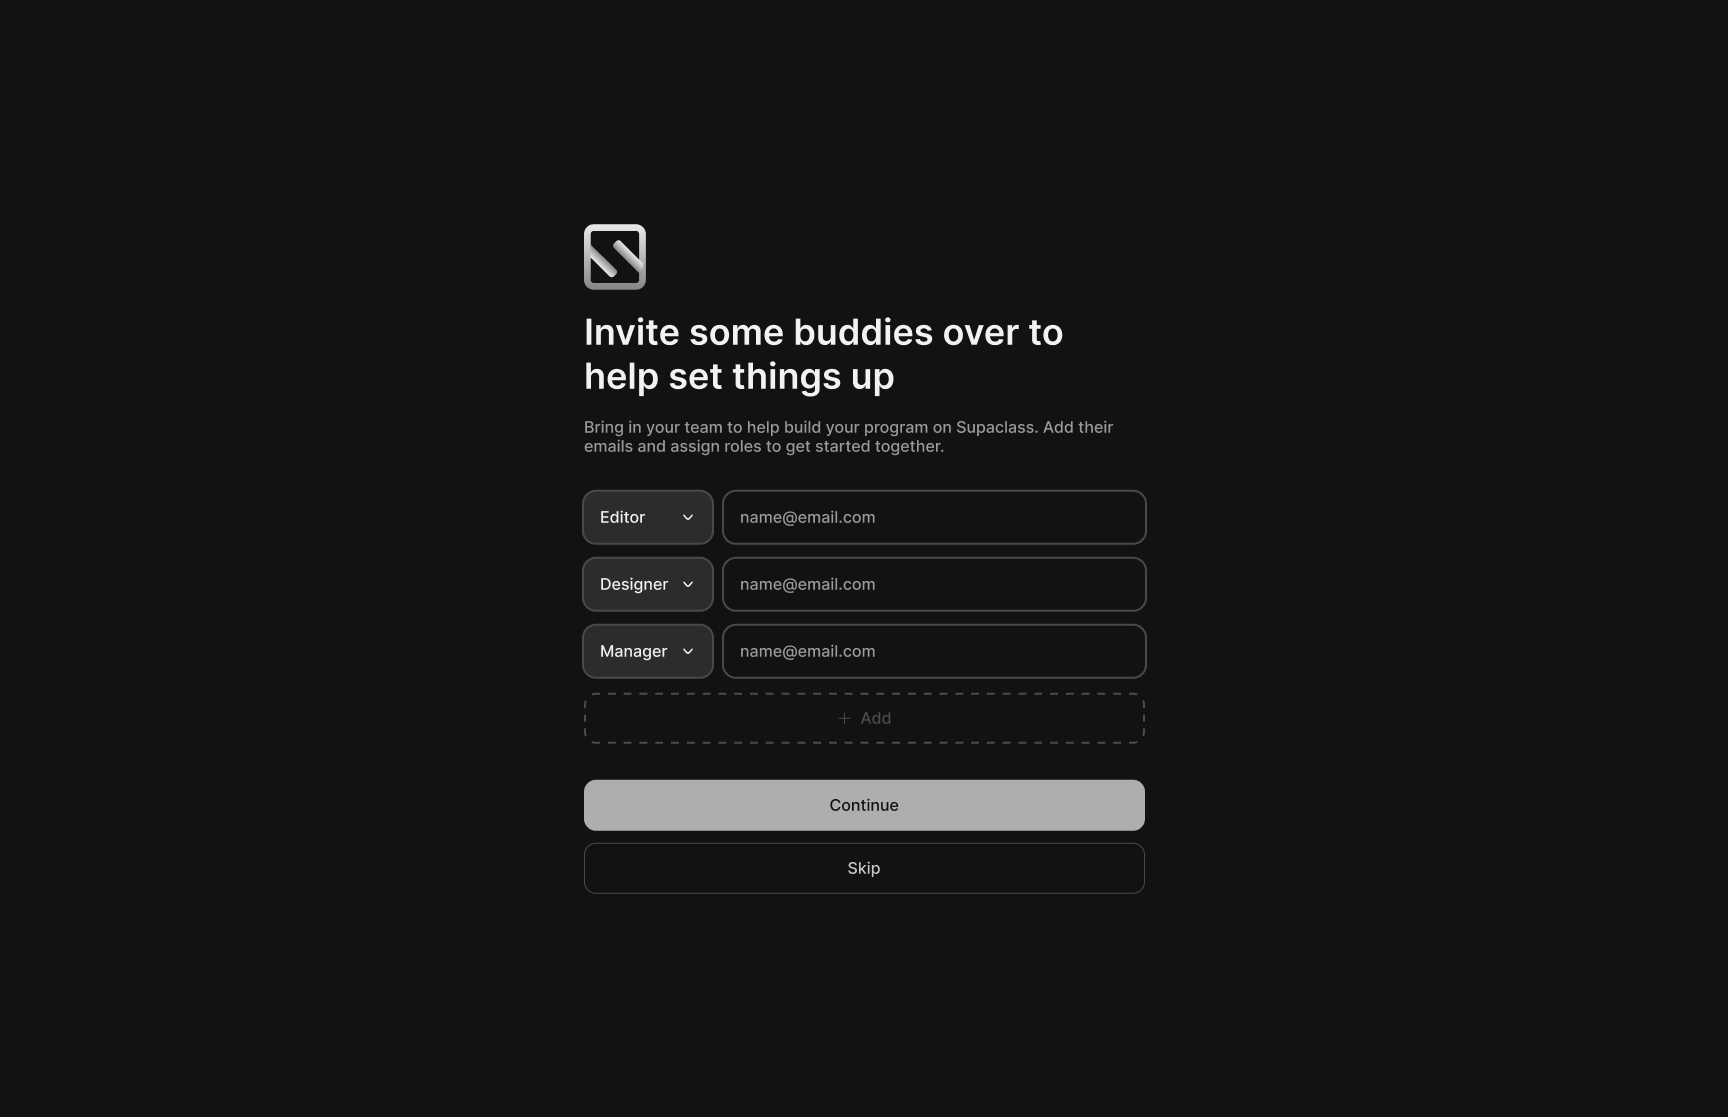 Invite some buddies over to
help set things up
Bring in your team to help build your program on Supaclass. Add their
emails and assign roles to get started together.
Editor
name@email.com
Designer
name@email.com
Manager
name@email.com
+ Add
Continue
Skip